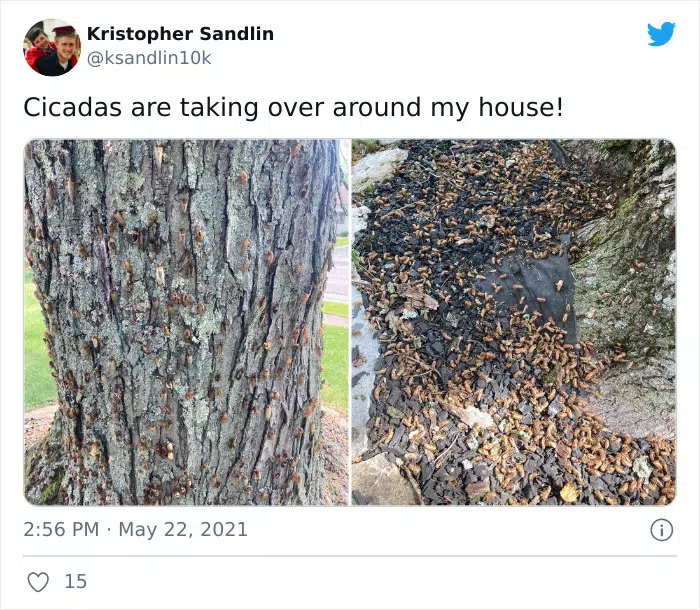 Kristopher Sandlin
@ksandlin10k
Cicadas are taking over around my house!
2:56 PM · May 22, 2021
15